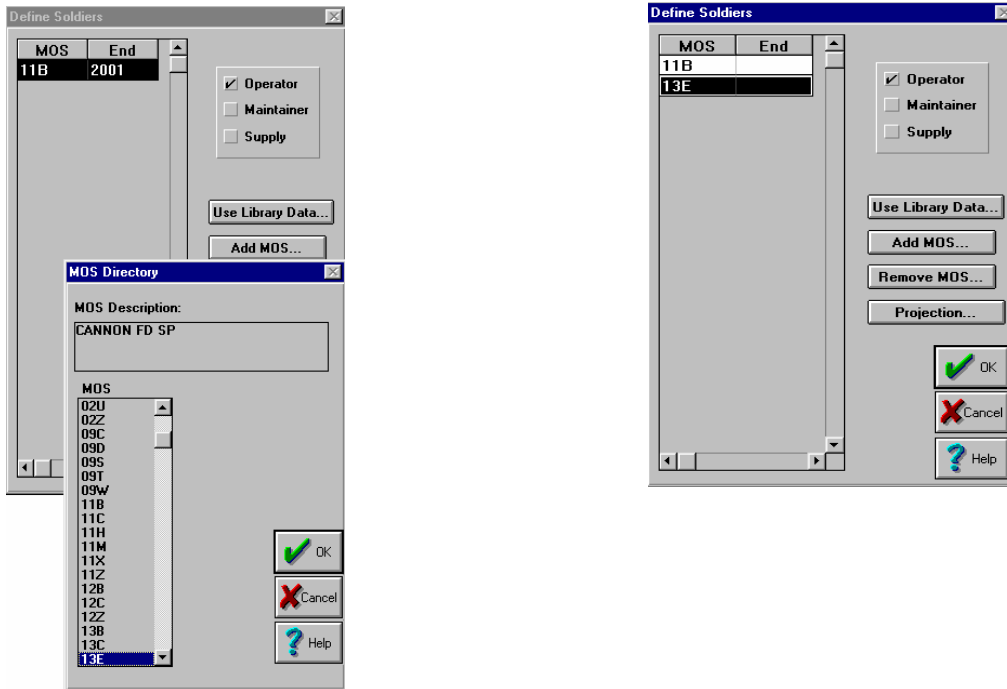 Define Soldiers
MOS End
11B 2001
Operator
Maintainer
Supply
Use Library Data...
Add MOS...
MOS Directory
MOS Description:
CANNON FD SP
MOS
02U
02Z
09C
09D
09S
09T
09W
11B
11C
11H
11M
11X
11Z
12B
12C
12Z
13B
13C
13E
OK
Cancel
? Help
Define Soldiers
MOS End
11B
13E
Operator
Maintainer
Supply
Use Library Data...
Add MOS...
Remove MOS...
Projection...
OK
Cancel
? Help